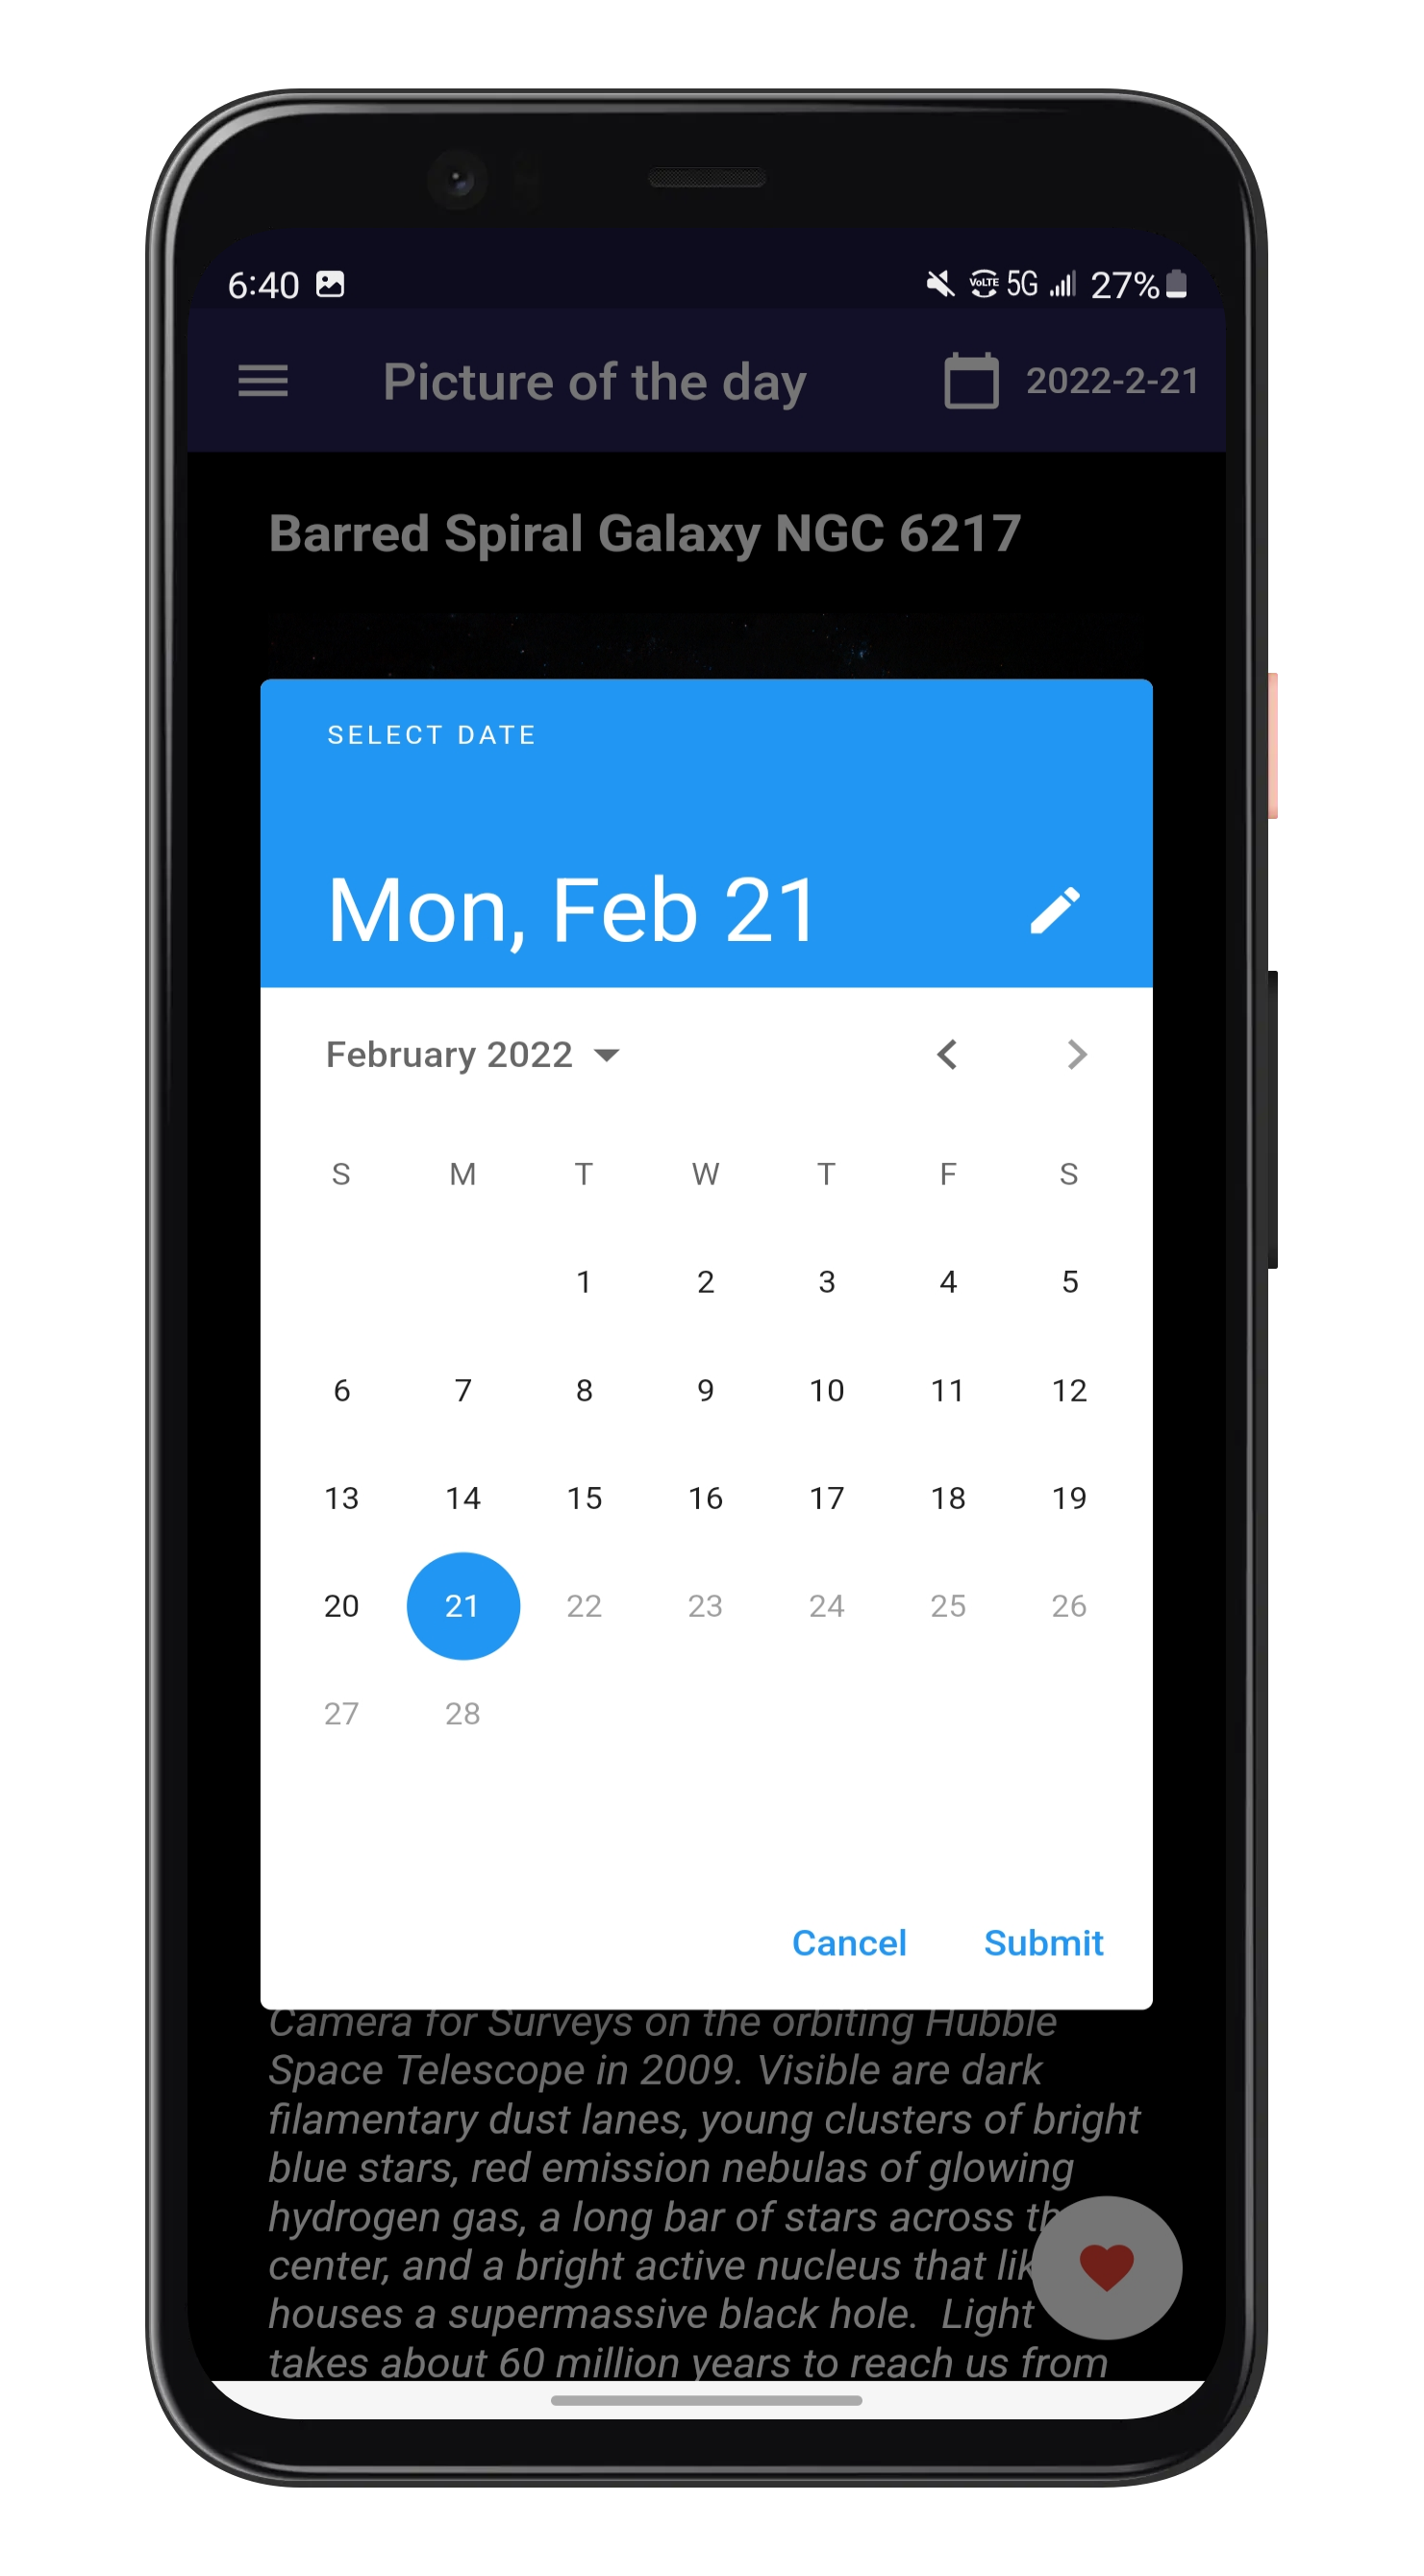 6:40 VoLTE 5G 27%
Picture of the day 2022-2-21
Barred Spiral Galaxy NGC 6217
SELECT DATE
Mon, Feb 21
February 2022
S M T W T F S
1 2 3 4 5
6 7 8 9 10 11 12
13 14 15 16 17 18 19
20 21 22 23 24 25 26
27 28
Cancel Submit
Camera for Surveys on the orbiting Hubble
Space Telescope in 2009. Visible are dark
filamentary dust lanes, young clusters of bright
blue stars, red emission nebulas of glowing
hydrogen gas, a long bar of stars across
center, and a bright active nucleus that
houses a supermassive black hole. Light
takes about 60 million years to reach us from